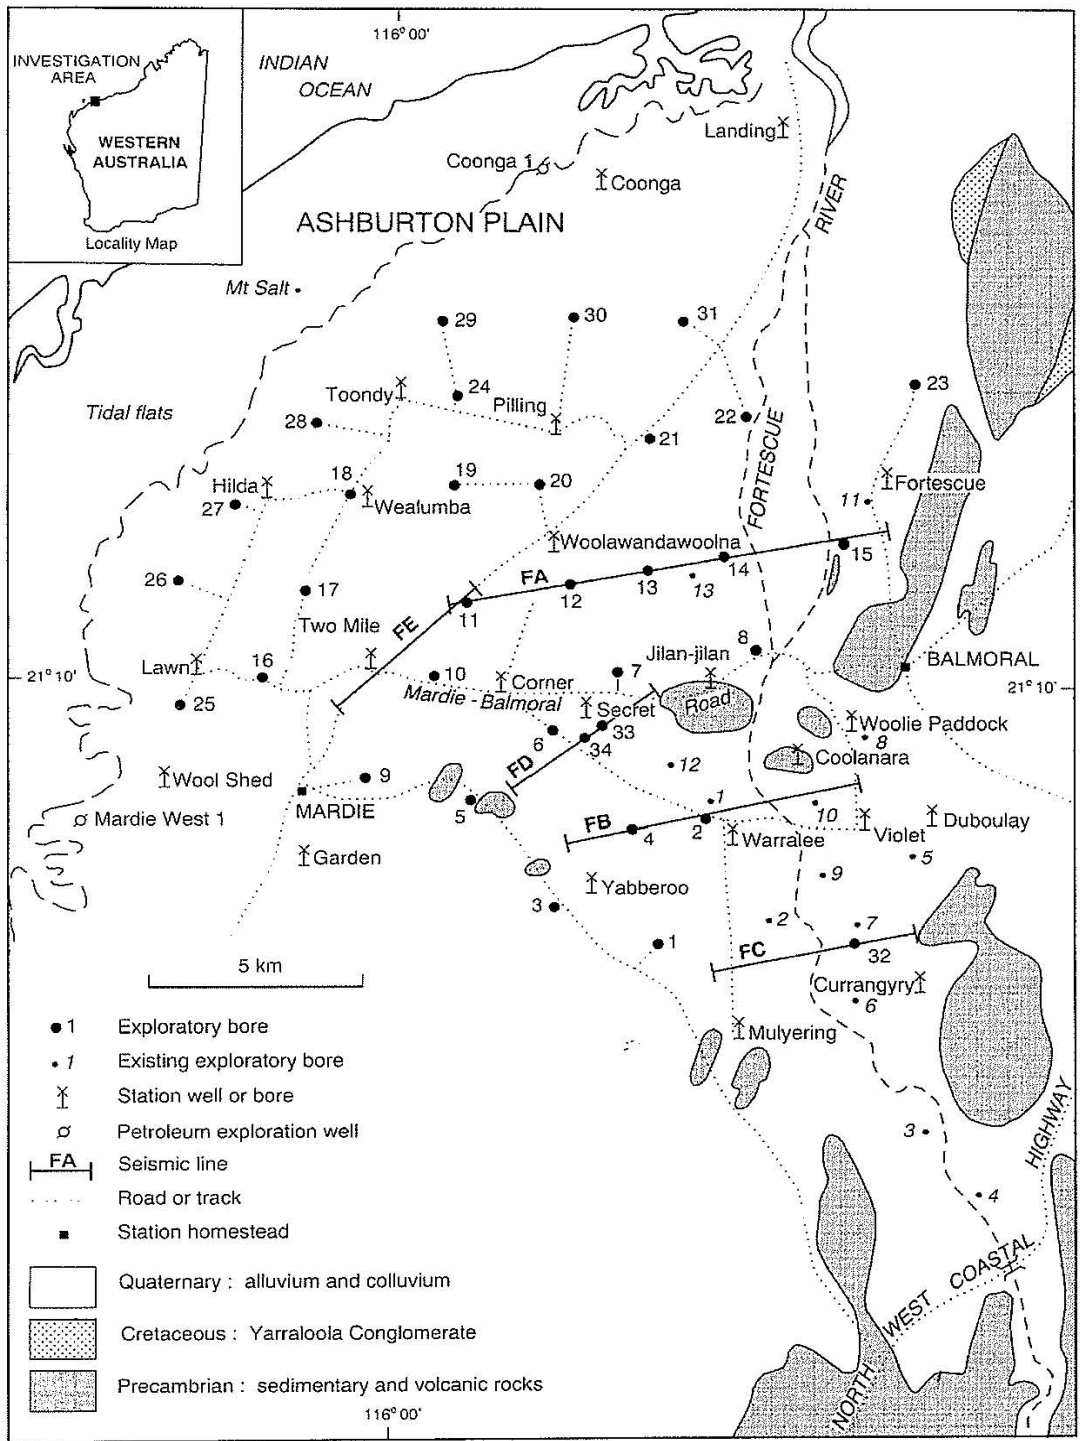 116° 00'
INVESTIGATION
AREA
WESTERN
AUSTRALIA
Locality Map
INDIAN
OCEAN
Landing
Coonga 1
Coonga
RIVER
ASHBURTON PLAIN
Mt Salt
29
30
31
Toondy
24
Pilling
23
Tidal flats
28
22
21
FORTESCUE
Hilda
18
19
20
Fortescue
27
Wealumba
11
Woolawandawoolna
15
26
17
FA
14
12
13
13
11
FE
Two Mile
8
Lawn
16
10
7
Jilan-jilan
BALMORAL
21° 10'
Corner
21° 10'
Mardie - Balmoral
Road
25
Secret
33
Woolie Paddock
6
34
8
Coolanara
FD
12
Wool Shed
9
MARDIE
5
1
10
Mardie West 1
FB
4
2
Warralee
Violet
Duboulay
Garden
5
Yabberoo
9
3
2
7
1
FC
32
5 km
Currangyry
6
Mulyering
1 Exploratory bore
1 Existing exploratory bore
Station well or bore
Petroleum exploration well
FA Seismic line
Road or track
Station homestead
Quaternary : alluvium and colluvium
Cretaceous : Yarraloola Conglomerate
Precambrian : sedimentary and volcanic rocks
3
4
NORTH WEST COASTAL HIGHWAY
116° 00'